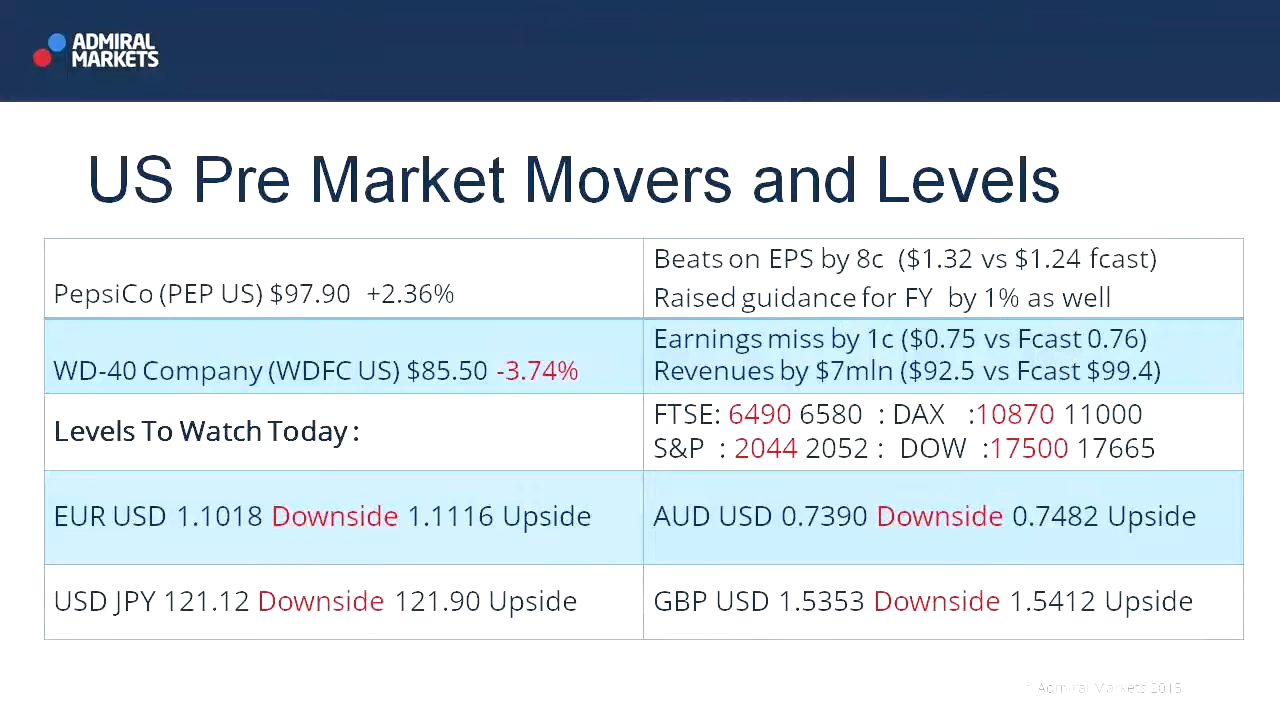 ADMIRAL
MARKETS
US Pre Market Movers and Levels
PepsiCo (PEP US) $97.90 +2.36%
Beats on EPS by 8c ($1.32 vs $1.24 fcast)
Raised guidance for FY by 1% as well
WD-40 Company (WDFC US) $85.50 -3.74%
Earnings miss by 1c ($0.75 vs Fcast 0.76)
Revenues by $7mln ($92.5 vs Fcast $99.4)
Levels To Watch Today :
FTSE: 6490 6580 : DAX :10870 11000
S&P : 2044 2052 : DOW :17500 17665
EUR USD 1.1018 Downside 1.1116 Upside
AUD USD 0.7390 Downside 0.7482 Upside
USD JPY 121.12 Downside 121.90 Upside
GBP USD 1.5353 Downside 1.5412 Upside
Admiral Markets 2015